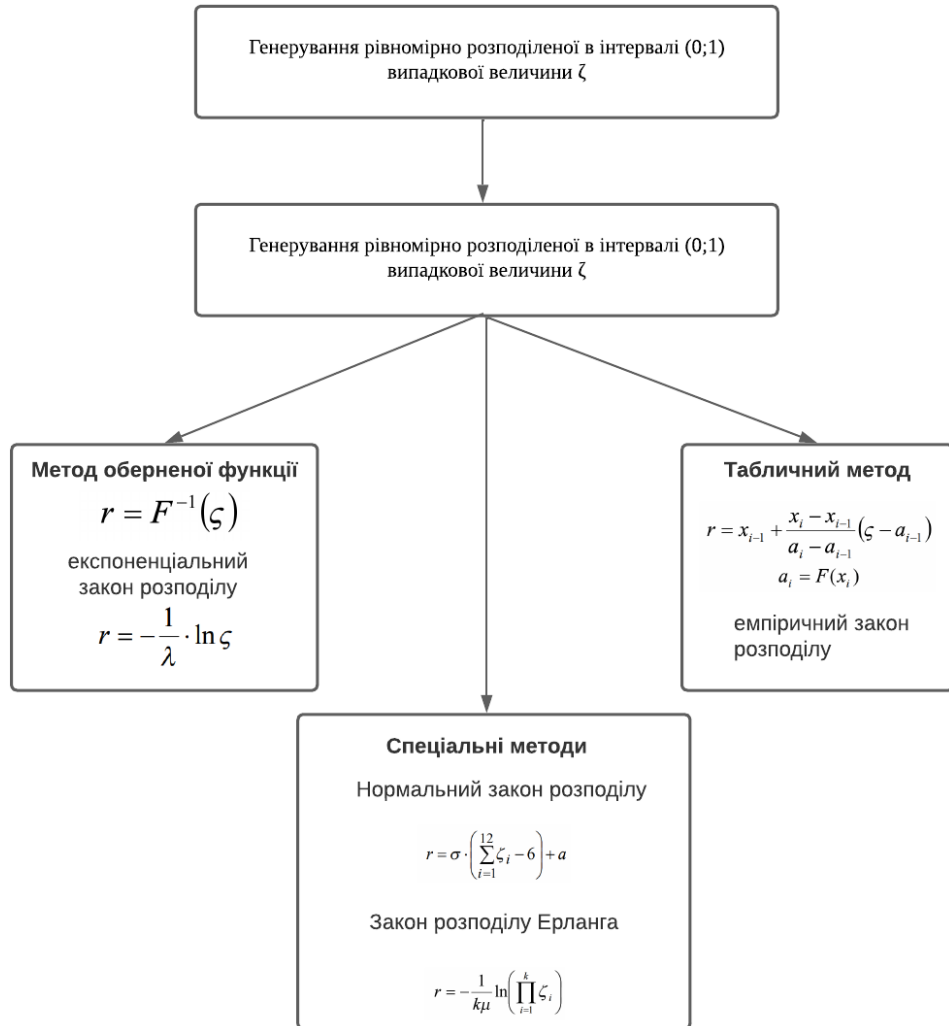 Генерування рівномірно розподіленої в інтервалі (0;1)
випадкової величини ζ
Генерування рівномірно розподіленої в інтервалі (0;1)
випадкової величини ζ
Метод оберненої функції
r = F⁻¹(ς)
експоненціальний
закон розподілу
r = −1/λ · ln ς
Табличний метод
r = xᵢ₋₁ + (xᵢ − xᵢ₋₁)/(aᵢ − aᵢ₋₁) (ς − aᵢ₋₁)
aᵢ = F(xᵢ)
емпіричний закон
розподілу
Спеціальні методи
Нормальний закон розподілу
r = σ · (∑ᵢ₌₁¹² ζᵢ − 6) + a
Закон розподілу Ерланга
r = −1/(kμ) ln(∏ᵢ₌₁ᵏ ζᵢ)